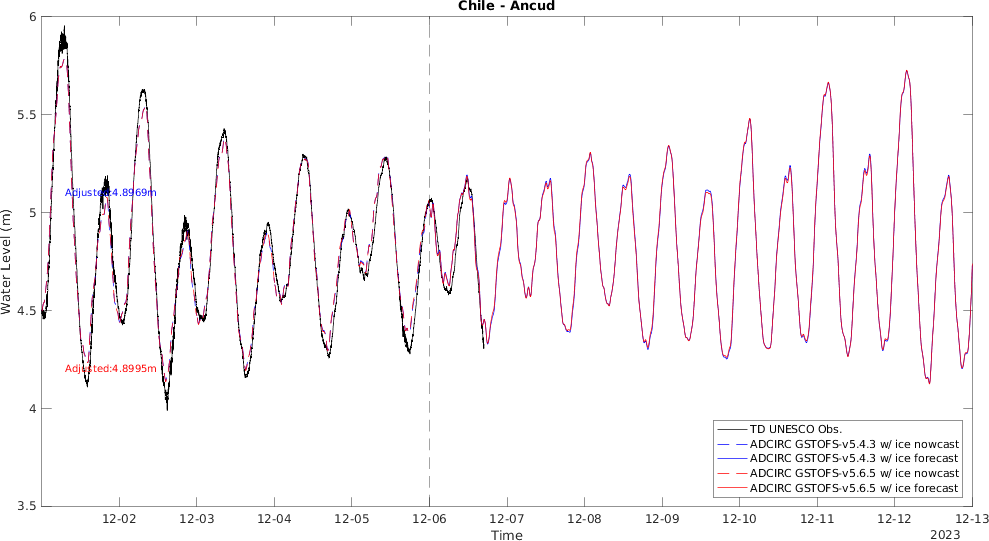 Chile - Ancud
Water Level (m)
6
5.5
5
4.5
4
3.5
Adjusted:4.8969m
Adjusted:4.8995m
TD UNESCO Obs.
ADCIRC GSTOFS-v5.4.3 w/ ice nowcast
ADCIRC GSTOFS-v5.4.3 w/ ice forecast
ADCIRC GSTOFS-v5.6.5 w/ ice nowcast
ADCIRC GSTOFS-v5.6.5 w/ ice forecast
12-02 12-03 12-04 12-05 12-06 12-07 12-08 12-09 12-10 12-11 12-12 12-13
Time
2023